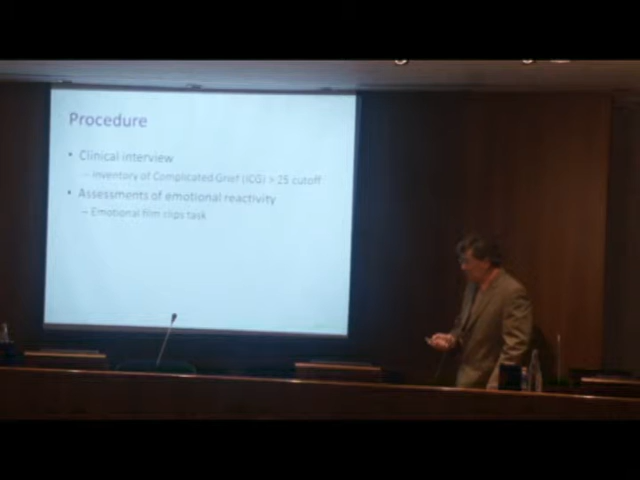 Procedure
• Clinical interview
– Inventory of Complicated Grief (ICG) > 25 cutoff
• Assessments of emotional reactivity
– Emotional film clips task